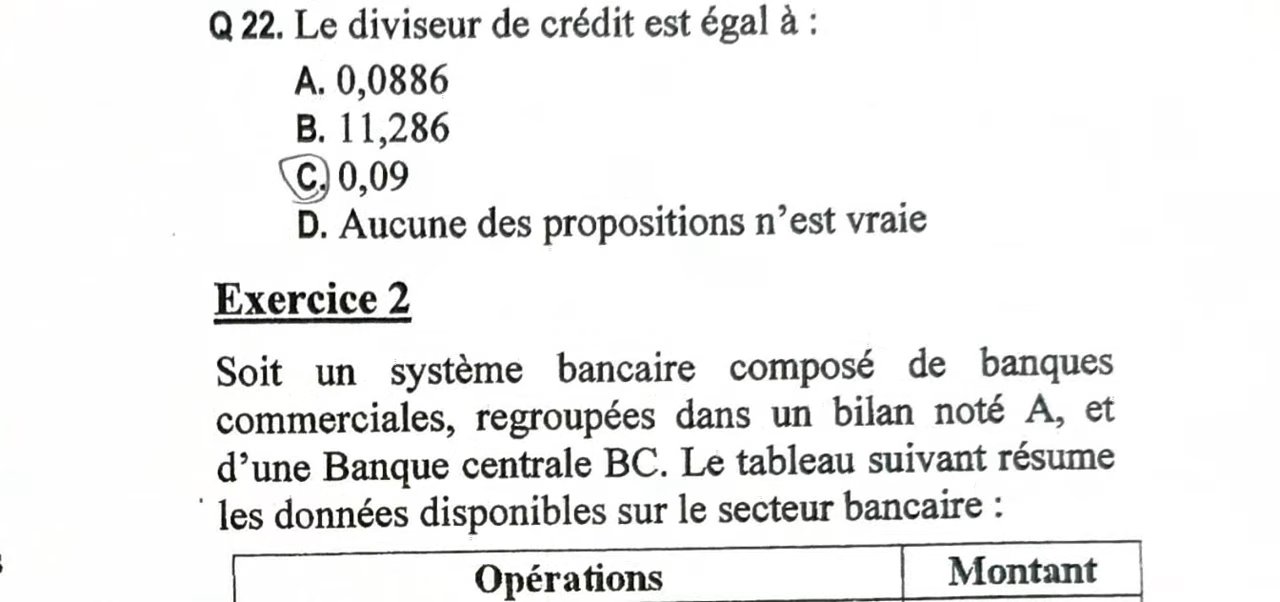 Q 22. Le diviseur de crédit est égal à :
A. 0,0886
B. 11,286
C. 0,09
D. Aucune des propositions n'est vraie
Exercice 2
Soit un système bancaire composé de banques
commerciales, regroupées dans un bilan noté A, et
d'une Banque centrale BC. Le tableau suivant résume
les données disponibles sur le secteur bancaire :
Opérations Montant